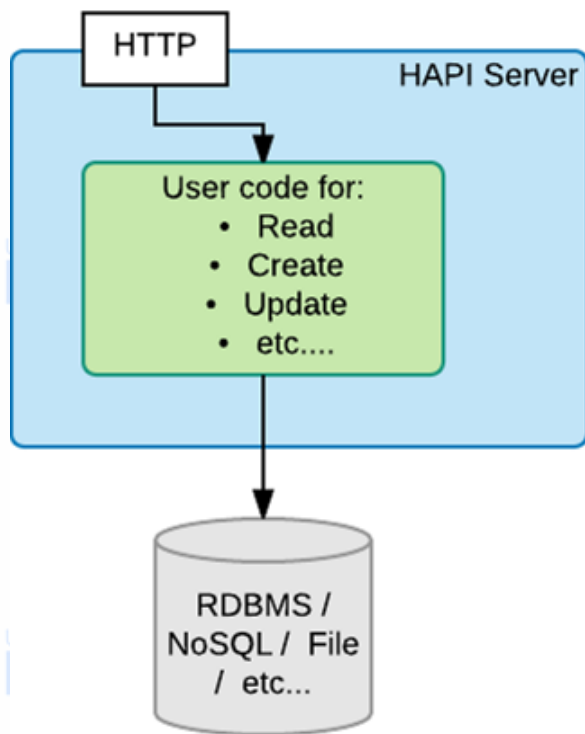 HTTP
HAPI Server
User code for:
• Read
• Create
• Update
• etc....
RDBMS /
NoSQL / File
/ etc...